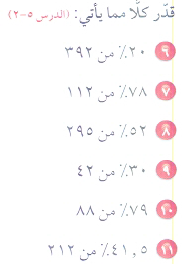 قدّر كلًّا مما يأتي: (الدرس ٥-٢)
٦ ٢٠٪ من ٣٩٢
٧ ٧٨٪ من ١١٢
٨ ٥٢٪ من ٢٩٥
٩ ٣٠٪ من ٤٢
١٠ ٧٩٪ من ٨٨
١١ ٤١,٥٪ من ٢١٢